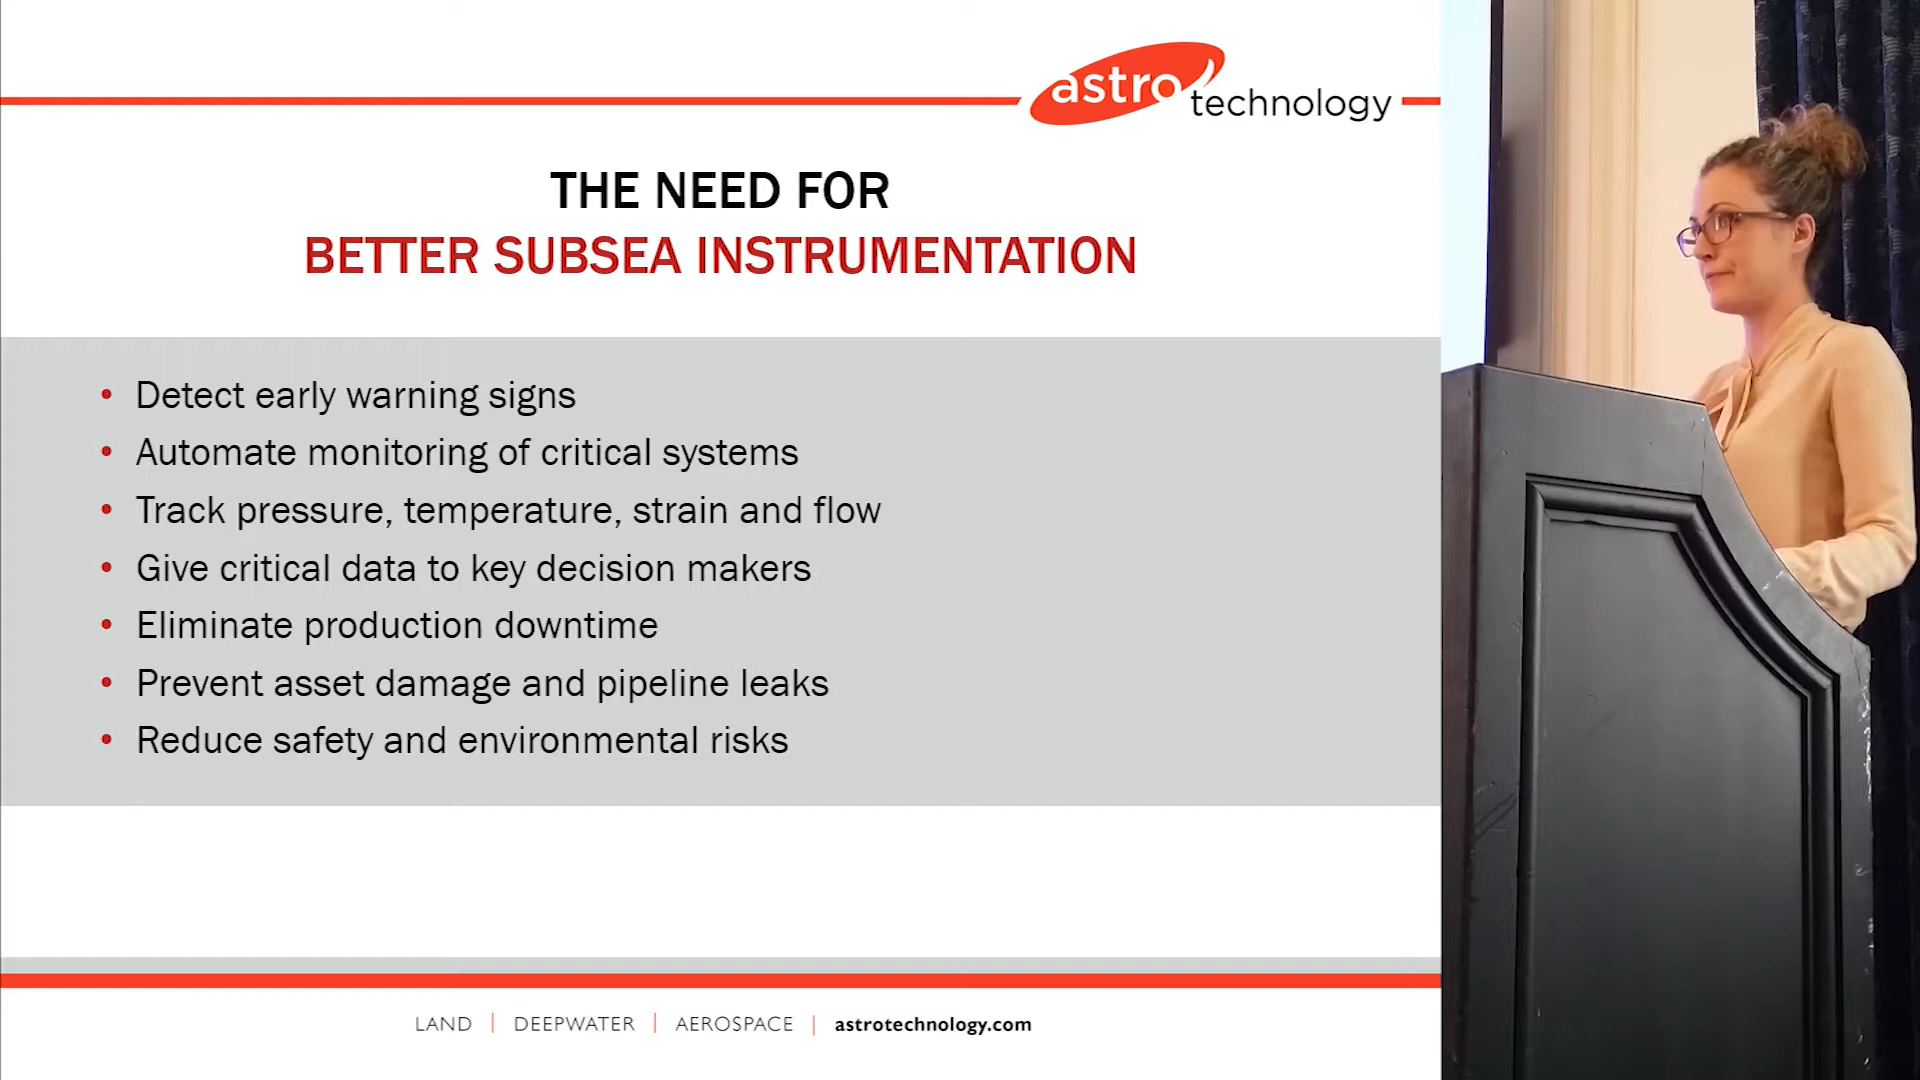 astro technology
THE NEED FOR
BETTER SUBSEA INSTRUMENTATION
• Detect early warning signs
• Automate monitoring of critical systems
• Track pressure, temperature, strain and flow
• Give critical data to key decision makers
• Eliminate production downtime
• Prevent asset damage and pipeline leaks
• Reduce safety and environmental risks
LAND | DEEPWATER | AEROSPACE | astrotechnology.com